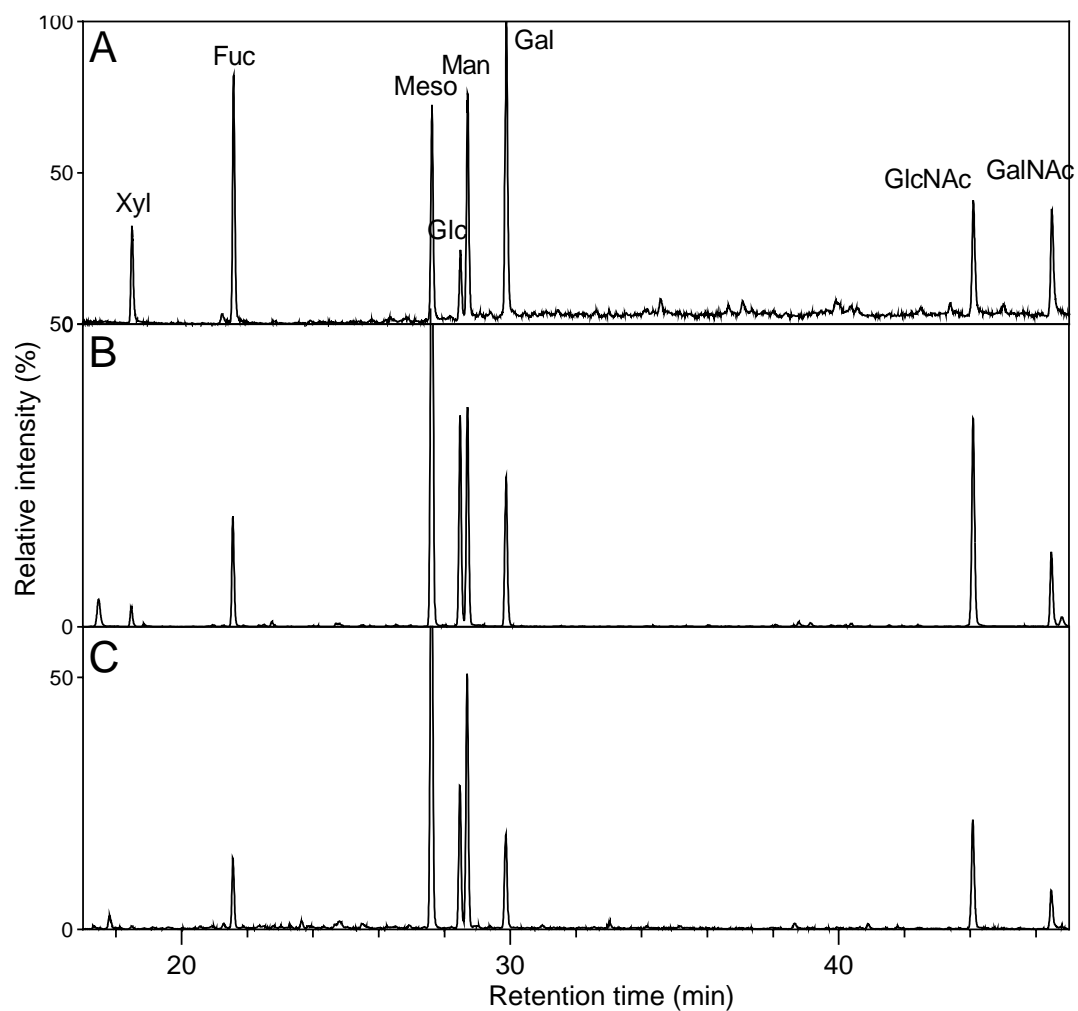 100
A
Fuc
Gal
Man
Meso
50
GlcNAc
GalNAc
Xyl
Glc
50
B
Relative intensity (%)
0
C
50
0
20
30
40
Retention time (min)